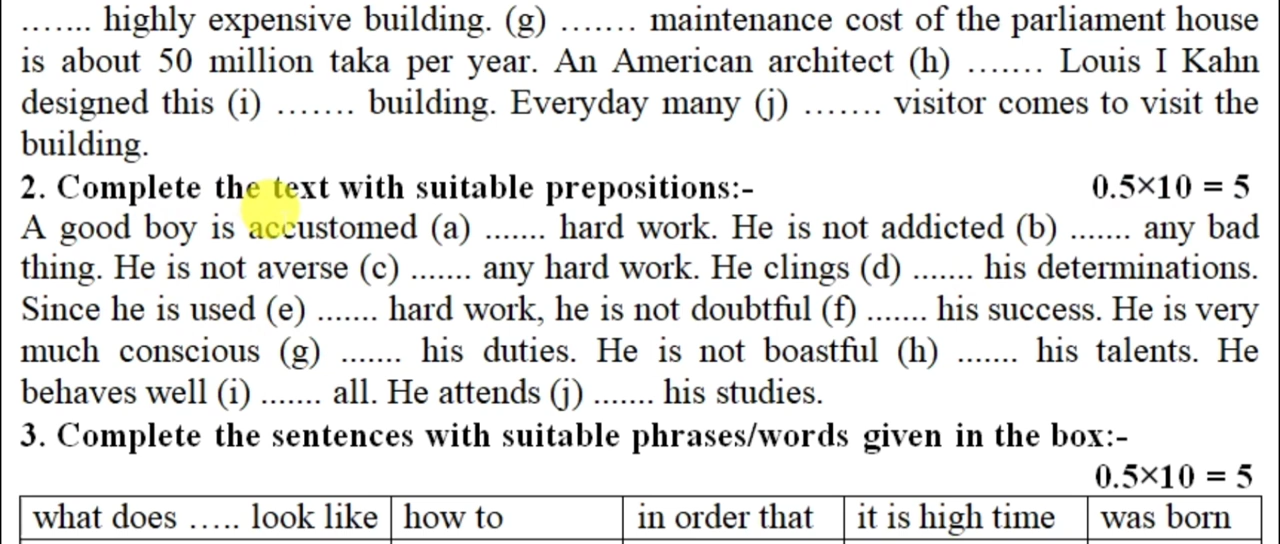 ....... highly expensive building. (g) ....... maintenance cost of the parliament house
is about 50 million taka per year. An American architect (h) ....... Louis I Kahn
designed this (i) ....... building. Everyday many (j) ....... visitor comes to visit the
building.
2. Complete the text with suitable prepositions:- 0.5×10 = 5
A good boy is accustomed (a) ....... hard work. He is not addicted (b) ....... any bad
thing. He is not averse (c) ....... any hard work. He clings (d) ....... his determinations.
Since he is used (e) ....... hard work, he is not doubtful (f) ....... his success. He is very
much conscious (g) ....... his duties. He is not boastful (h) ....... his talents. He
behaves well (i) ....... all. He attends (j) ....... his studies.
3. Complete the sentences with suitable phrases/words given in the box:-
0.5×10 = 5
what does ..... look like how to in order that it is high time was born